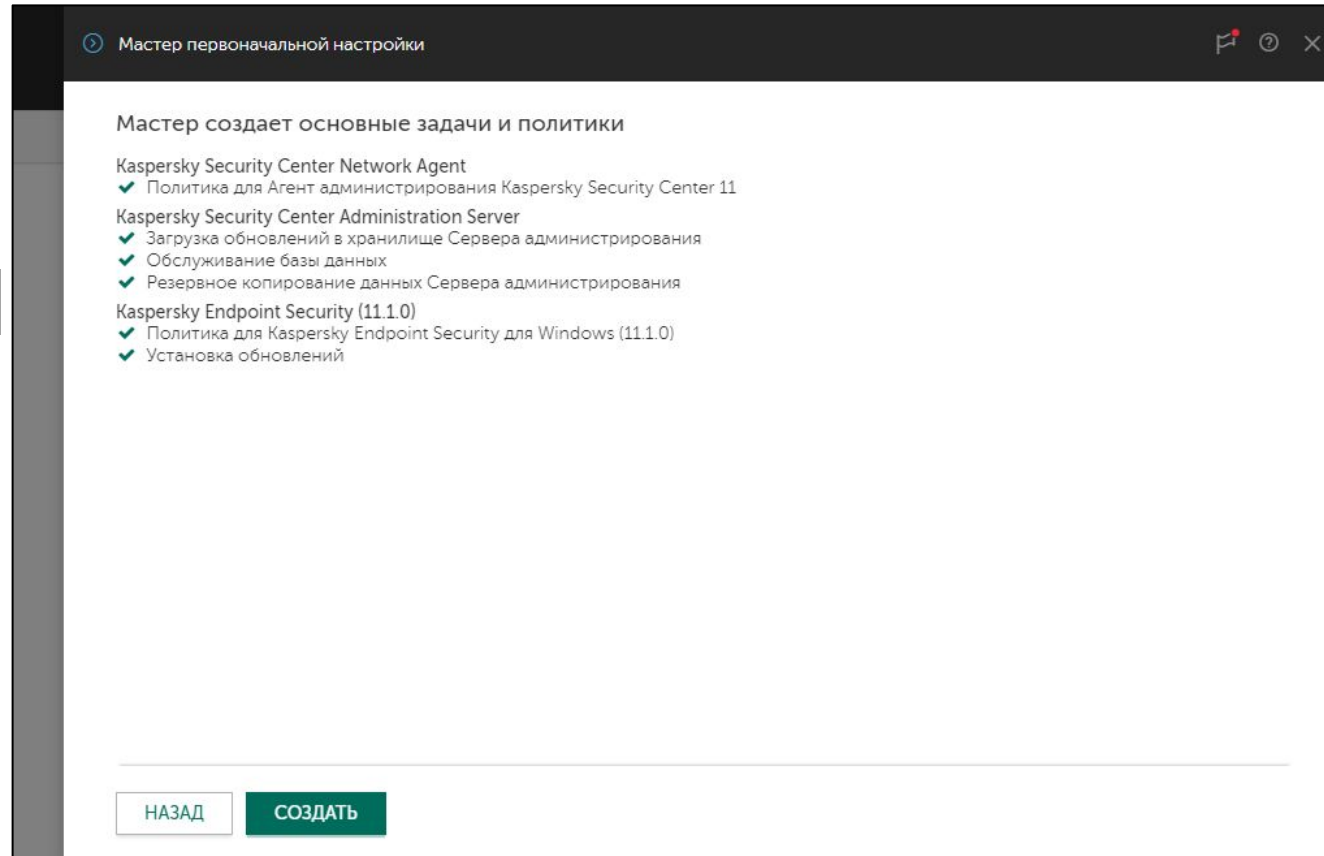 Мастер первоначальной настройки
Мастер создает основные задачи и политики
Kaspersky Security Center Network Agent
Политика для Агент администрирования Kaspersky Security Center 11
Kaspersky Security Center Administration Server
Загрузка обновлений в хранилище Сервера администрирования
Обслуживание базы данных
Резервное копирование данных Сервера администрирования
Kaspersky Endpoint Security (11.1.0)
Политика для Kaspersky Endpoint Security для Windows (11.1.0)
Установка обновлений
НАЗАД
СОЗДАТЬ